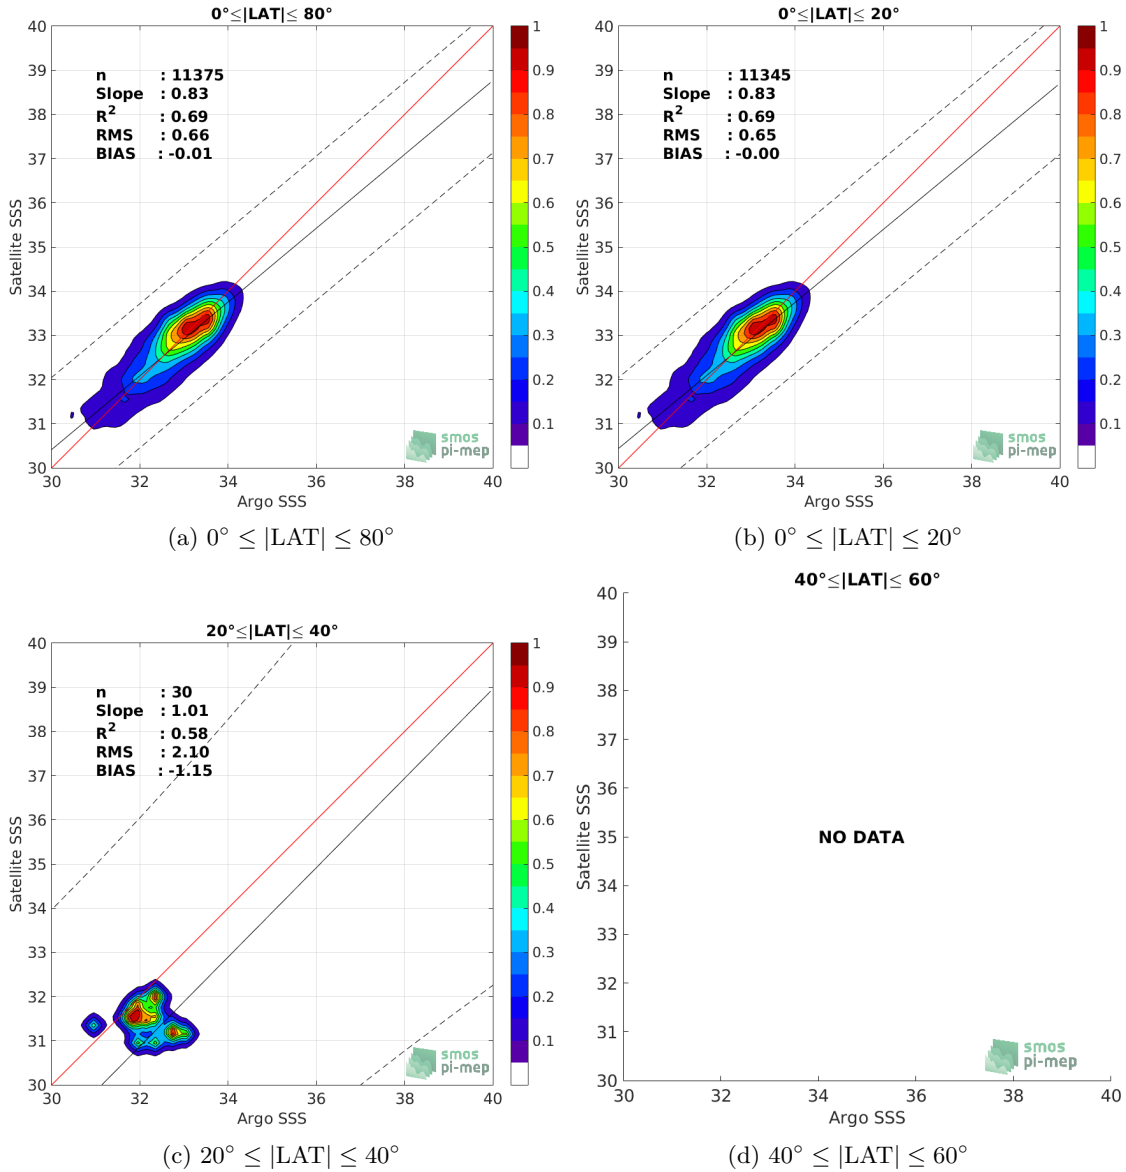 0°≤|LAT|≤ 80°
40
39
38
37
36
35
34
33
32
31
30
n : 11375
Slope : 0.83
R² : 0.69
RMS : 0.66
BIAS : -0.01
Satellite SSS
30 32 34 36 38 40
Argo SSS
1
0.9
0.8
0.7
0.6
0.5
0.4
0.3
0.2
0.1
smos
pi-mep
(a) 0° ≤ |LAT| ≤ 80°
0°≤|LAT|≤ 20°
40
39
38
37
36
35
34
33
32
31
30
n : 11345
Slope : 0.83
R² : 0.69
RMS : 0.65
BIAS : -0.00
Satellite SSS
30 32 34 36 38 40
Argo SSS
1
0.9
0.8
0.7
0.6
0.5
0.4
0.3
0.2
0.1
smos
pi-mep
(b) 0° ≤ |LAT| ≤ 20°
20°≤|LAT|≤ 40°
40
39
38
37
36
35
34
33
32
31
30
n : 30
Slope : 1.01
R² : 0.58
RMS : 2.10
BIAS : -1.15
Satellite SSS
30 32 34 36 38 40
Argo SSS
1
0.9
0.8
0.7
0.6
0.5
0.4
0.3
0.2
0.1
smos
pi-mep
(c) 20° ≤ |LAT| ≤ 40°
40°≤|LAT|≤ 60°
40
39
38
37
36
35
34
33
32
31
30
NO DATA
Satellite SSS
30 32 34 36 38 40
Argo SSS
smos
pi-mep
(d) 40° ≤ |LAT| ≤ 60°